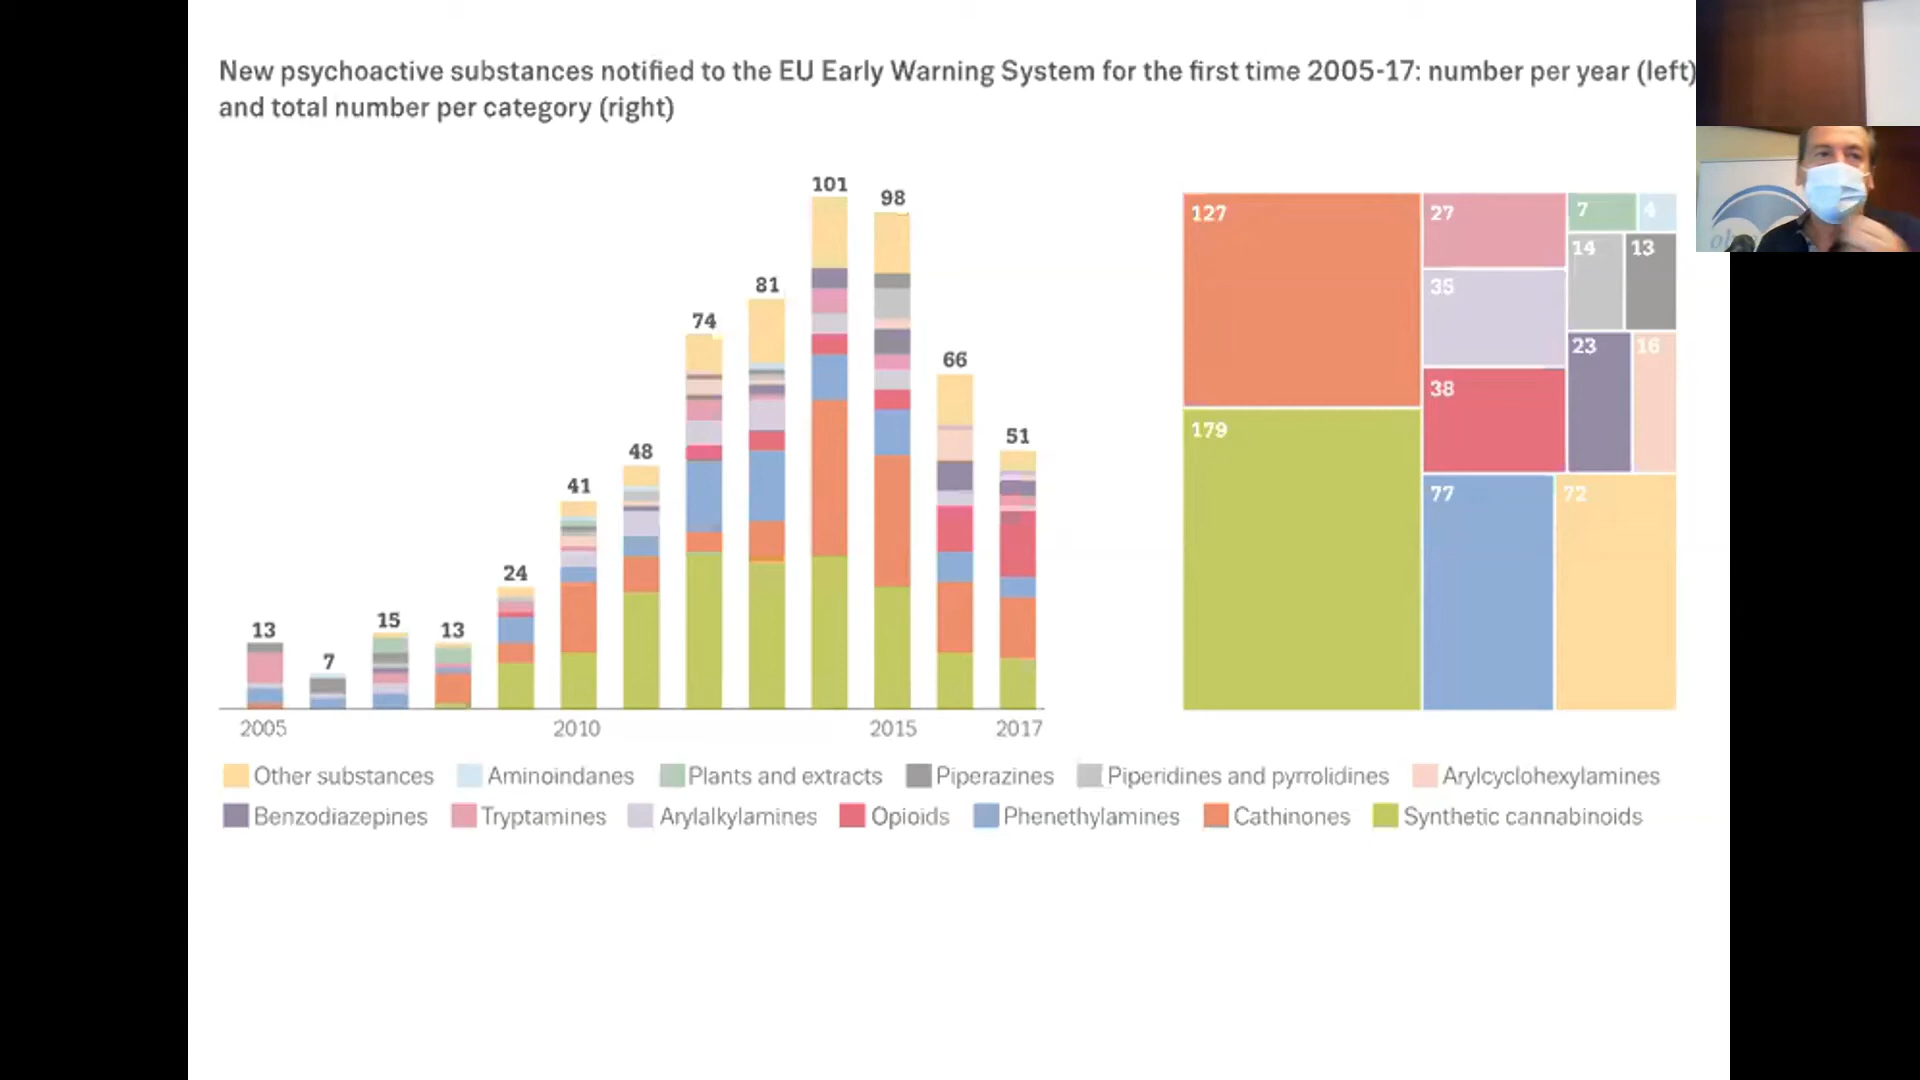 New psychoactive substances notified to the EU Early Warning System for the first time 2005-17: number per year (left)
and total number per category (right)
13
7
15
13
24
41
48
74
81
101
98
66
51
2005
2010
2015
2017
127
27
7
4
14
13
35
23
16
38
179
77
72
Other substances
Aminoindanes
Plants and extracts
Piperazines
Piperidines and pyrrolidines
Arylcyclohexylamines
Benzodiazepines
Tryptamines
Arylalkylamines
Opioids
Phenethylamines
Cathinones
Synthetic cannabinoids